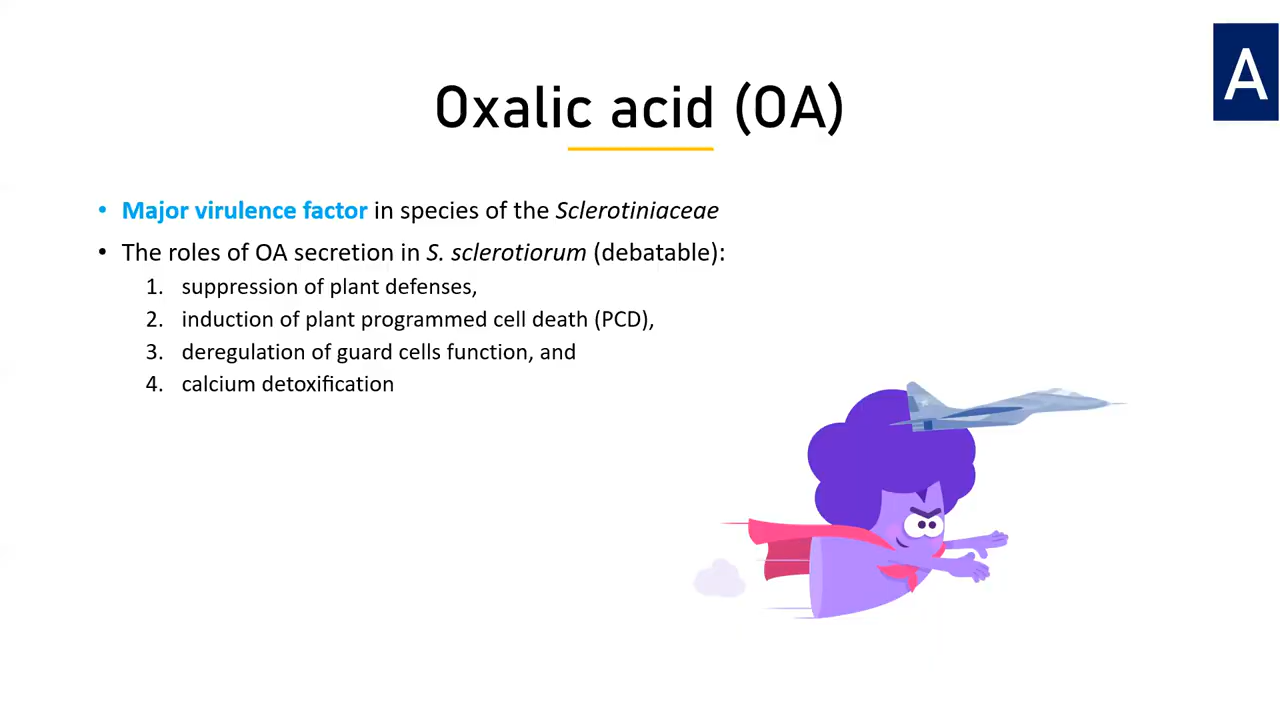 A
Oxalic acid (OA)
• Major virulence factor in species of the Sclerotiniaceae
• The roles of OA secretion in S. sclerotiorum (debatable):
1. suppression of plant defenses,
2. induction of plant programmed cell death (PCD),
3. deregulation of guard cells function, and
4. calcium detoxification